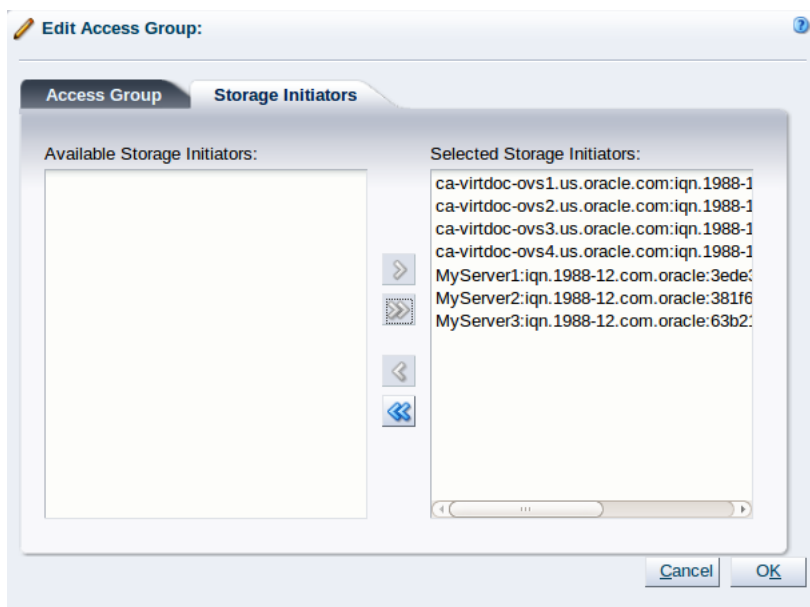 Edit Access Group:
Access Group
Storage Initiators
Available Storage Initiators:
Selected Storage Initiators:
ca-virtdoc-ovs1.us.oracle.com:iqn.1988-1
ca-virtdoc-ovs2.us.oracle.com:iqn.1988-1
ca-virtdoc-ovs3.us.oracle.com:iqn.1988-1
ca-virtdoc-ovs4.us.oracle.com:iqn.1988-1
MyServer1:iqn.1988-12.com.oracle:3ede3
MyServer2:iqn.1988-12.com.oracle:381f6
MyServer3:iqn.1988-12.com.oracle:63b21
Cancel
OK